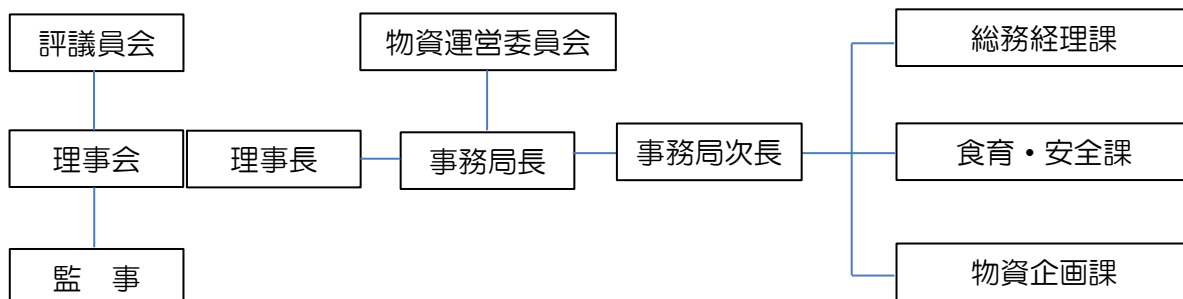 評議員会
物資運営委員会
総務経理課
理事会
理事長
事務局長
事務局次長
食育・安全課
監　事
物資企画課